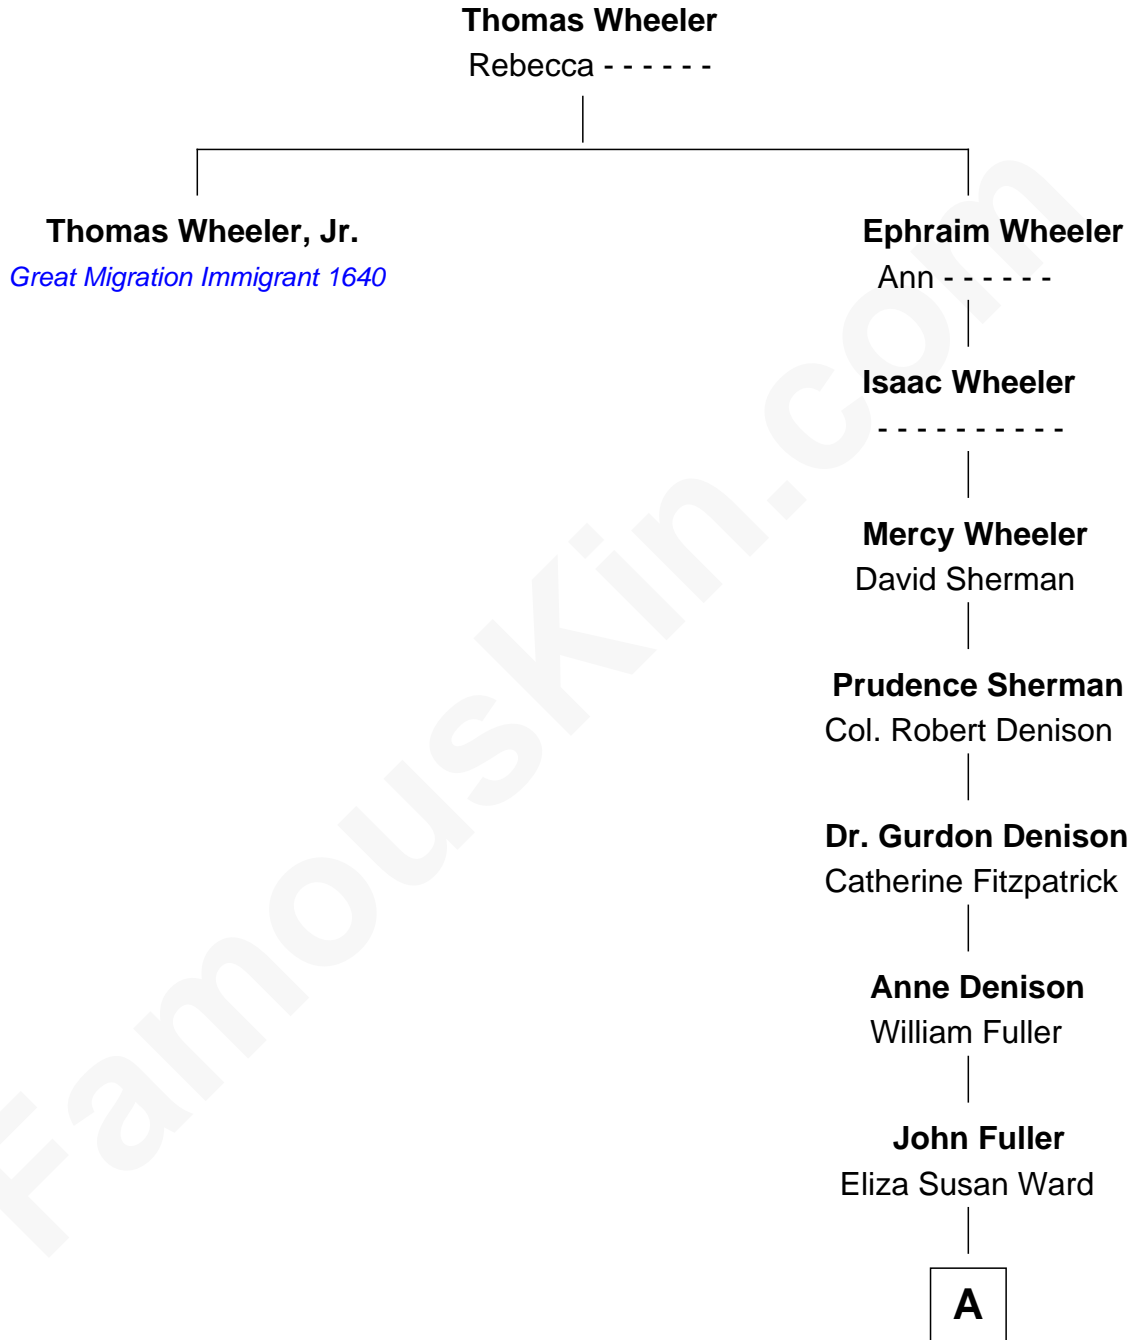 Thomas Wheeler
Rebecca - - - - - -
Thomas Wheeler, Jr.
Great Migration Immigrant 1640
Ephraim Wheeler
Ann - - - - - -
Isaac Wheeler
- - - - - - - - - -
Mercy Wheeler
David Sherman
Prudence Sherman
Col. Robert Denison
Dr. Gurdon Denison
Catherine Fitzpatrick
Anne Denison
William Fuller
John Fuller
Eliza Susan Ward
A
FamousKin.com